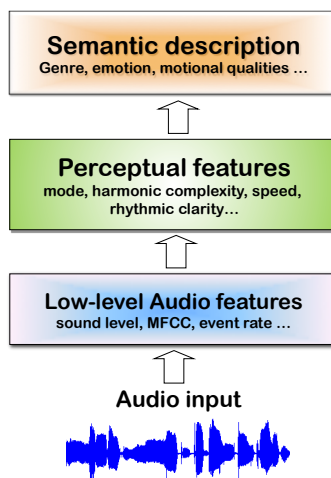 Semantic description
Genre, emotion, motional qualities ...
Perceptual features
mode, harmonic complexity, speed,
rhythmic clarity...
Low-level Audio features
sound level, MFCC, event rate ...
Audio input